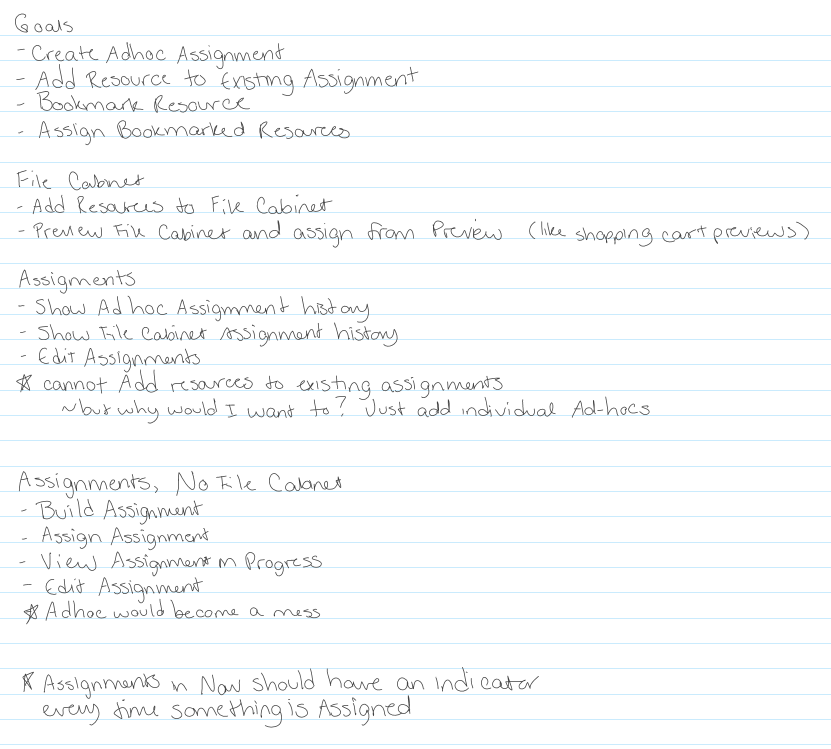 Goals
- Create Adhoc Assignment
- Add Resource to Existing Assignment
- Bookmark Resource
- Assign Bookmarked Resources
File Cabinet
- Add Resources to File Cabinet
- Preview File Cabinet and assign from Preview (like shopping cart previews)
Assigments
- Show Ad hoc Assignment history
- Show File Cabinet Assignment history
- Edit Assignments
☆ cannot Add resources to existing assignments
~but why would I want to? Just add individual Ad-hocs
Assignments, No File Cabinet
- Build Assignment
- Assign Assignment
- View Assignment in Progress
- Edit Assignment
☆ Adhoc would become a mess
☆ Assignments in Nav should have an indicator
every time something is Assigned